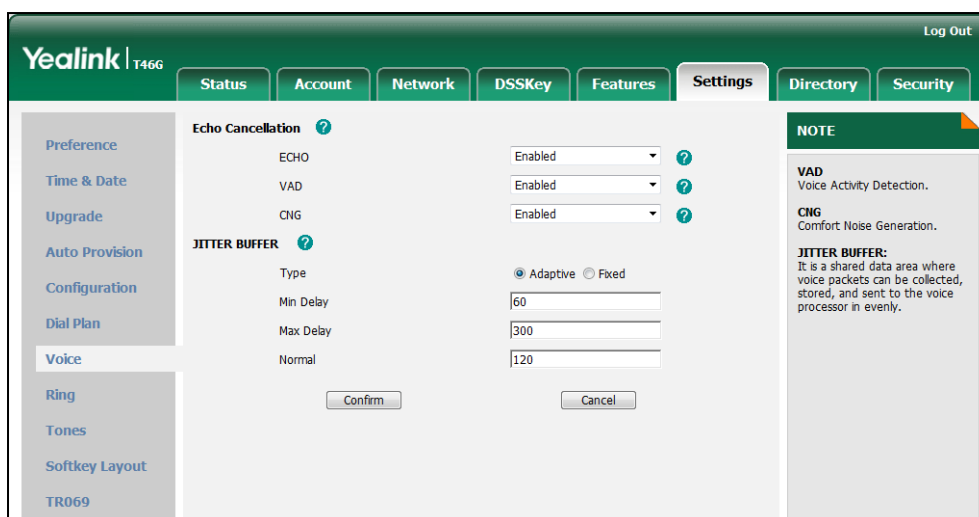 Log Out
Yealink T46G
Status Account Network DSSKey Features Settings Directory Security
Preference
Time & Date
Upgrade
Auto Provision
Configuration
Dial Plan
Voice
Ring
Tones
Softkey Layout
TR069
Echo Cancellation ?
ECHO Enabled ?
VAD Enabled ?
CNG Enabled ?
JITTER BUFFER ?
Type Adaptive Fixed
Min Delay 60
Max Delay 300
Normal 120
Confirm Cancel
NOTE
VAD
Voice Activity Detection.
CNG
Comfort Noise Generation.
JITTER BUFFER:
It is a shared data area where
voice packets can be collected,
stored, and sent to the voice
processor in evenly.